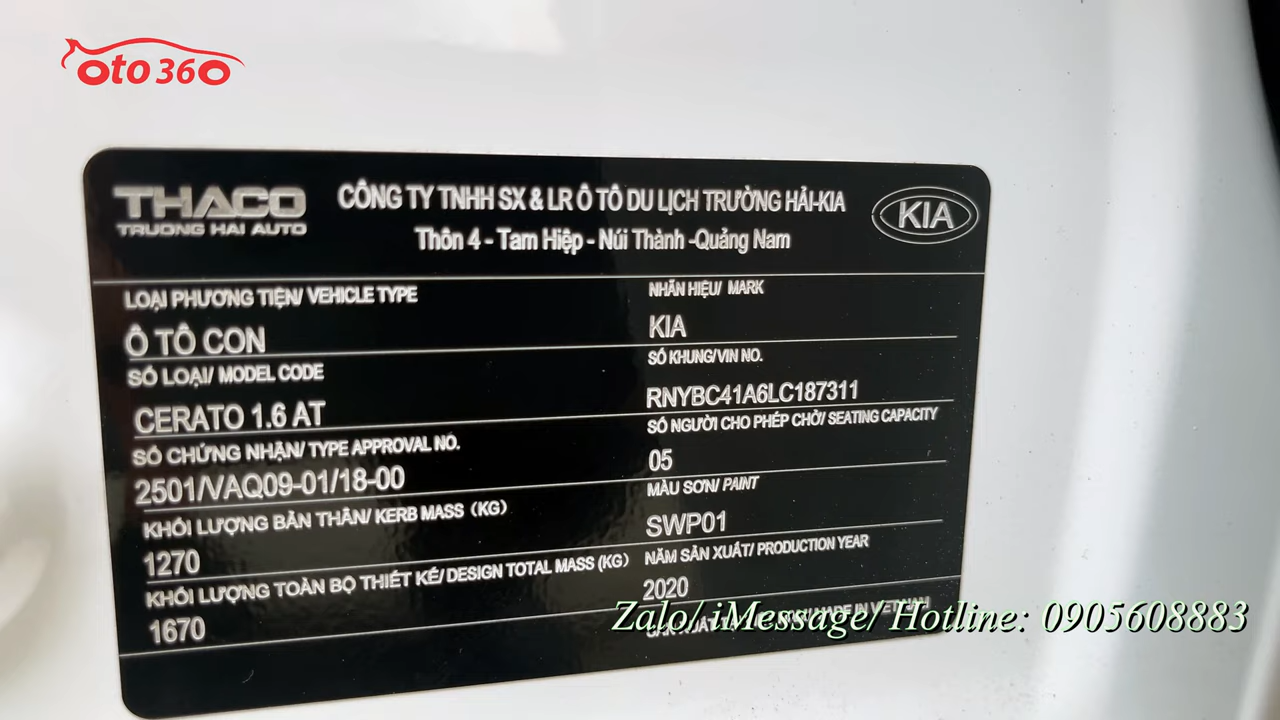 oto 360
THACO
TRUONG HAI AUTO
CÔNG TY TNHH SX & LR Ô TÔ DU LỊCH TRƯỜNG HẢI-KIA
Thôn 4 - Tam Hiệp - Núi Thành -Quảng Nam
KIA
LOẠI PHƯƠNG TIỆN/ VEHICLE TYPE
Ô TÔ CON
SỐ LOẠI/ MODEL CODE
CERATO 1.6 AT
SỐ CHỨNG NHẬN/ TYPE APPROVAL NO.
2501/VAQ09-01/18-00
KHỐI LƯỢNG BẢN THÂN/ KERB MASS (KG)
1270
KHỐI LƯỢNG TOÀN BỘ THIẾT KẾ/ DESIGN TOTAL MASS (KG)
1670
NHÃN HIỆU/ MARK
KIA
SỐ KHUNG/VIN NO.
RNYBC41A6LC187311
SỐ NGƯỜI CHO PHÉP CHỞ/ SEATING CAPACITY
05
MÀU SƠN/ PAINT
SWP01
NĂM SẢN XUẤT/ PRODUCTION YEAR
2020
MADE IN VIETNAM
Zalo/ iMessage/ Hotline: 0905608883